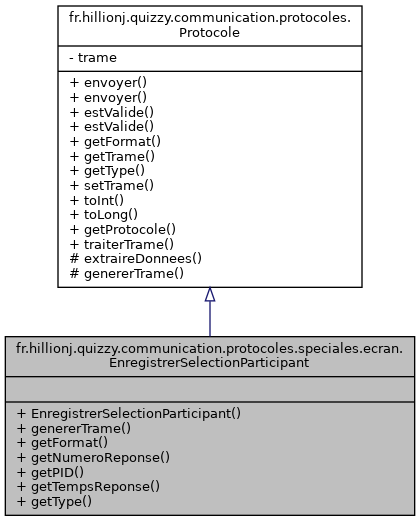 fr.hillionj.quizzy.communication.protocoles.
Protocole
- trame
+ envoyer()
+ envoyer()
+ estValide()
+ estValide()
+ getFormat()
+ getTrame()
+ getType()
+ setTrame()
+ toInt()
+ toLong()
+ getProtocole()
+ traiterTrame()
# extraireDonnees()
# genererTrame()
fr.hillionj.quizzy.communication.protocoles.speciales.ecran.
EnregistrerSelectionParticipant
+ EnregistrerSelectionParticipant()
+ genererTrame()
+ getFormat()
+ getNumeroReponse()
+ getPID()
+ getTempsReponse()
+ getType()